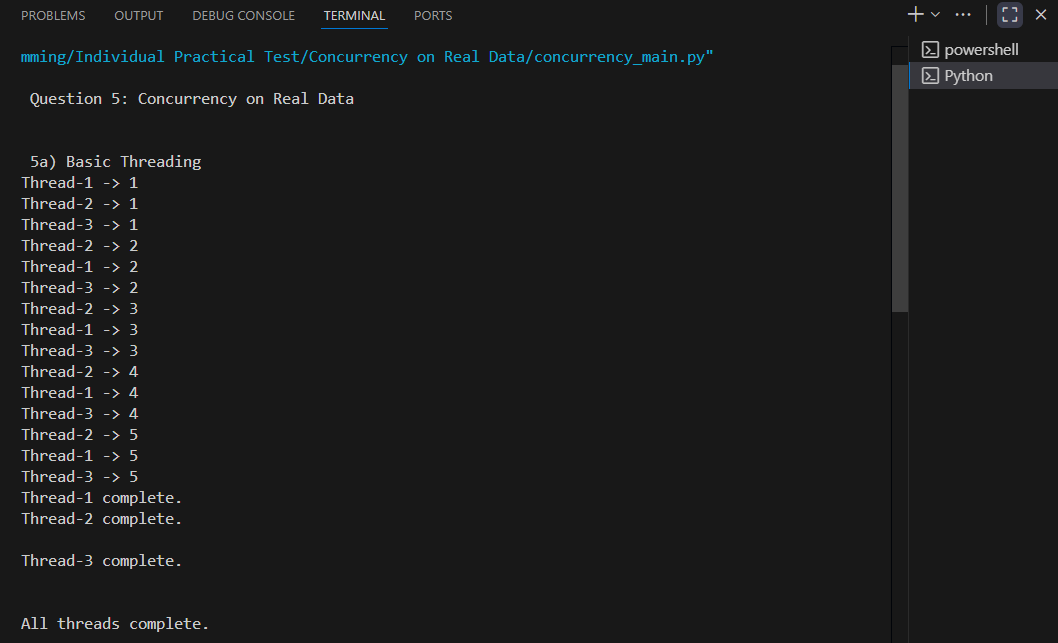 PROBLEMS OUTPUT DEBUG CONSOLE TERMINAL PORTS
powershell
Python
mming/Individual Practical Test/Concurrency on Real Data/concurrency_main.py"
Question 5: Concurrency on Real Data
5a) Basic Threading
Thread-1 -> 1
Thread-2 -> 1
Thread-3 -> 1
Thread-2 -> 2
Thread-1 -> 2
Thread-3 -> 2
Thread-2 -> 3
Thread-1 -> 3
Thread-3 -> 3
Thread-2 -> 4
Thread-1 -> 4
Thread-3 -> 4
Thread-2 -> 5
Thread-1 -> 5
Thread-3 -> 5
Thread-1 complete.
Thread-2 complete.
Thread-3 complete.
All threads complete.